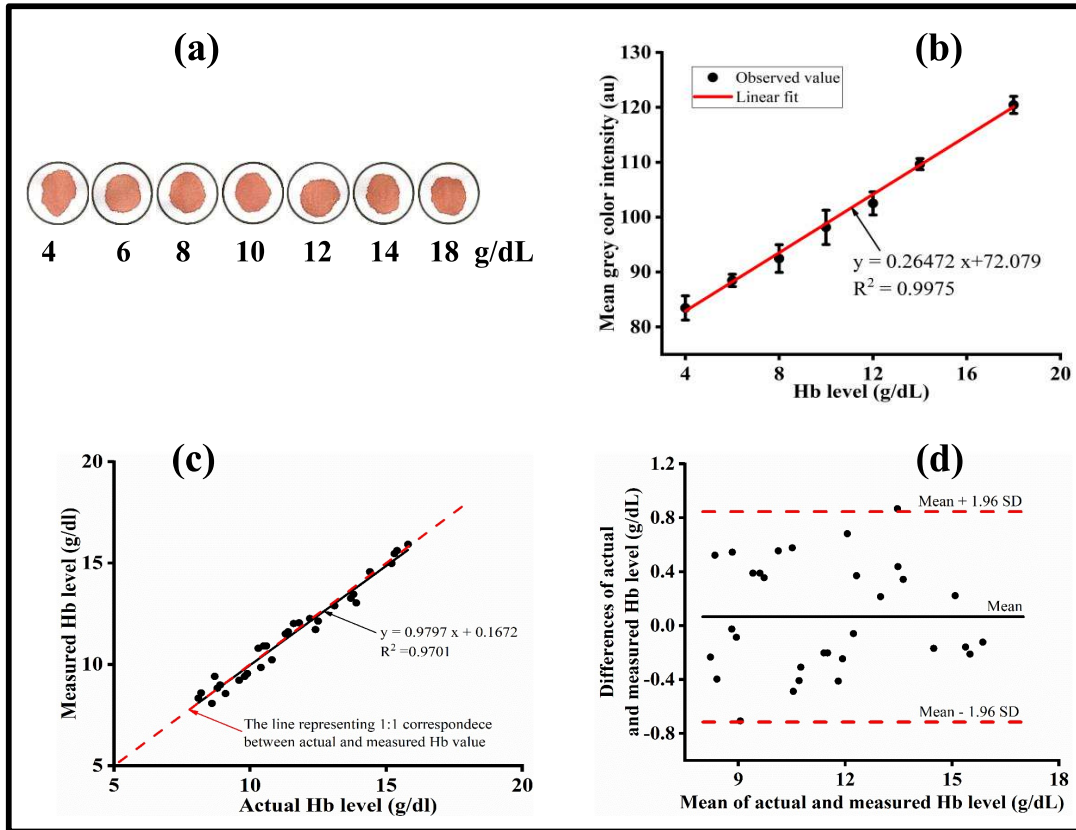 (a)
4 6 8 10 12 14 18 g/dL
(b)
130
120
110
100
90
80
Mean grey color intensity (au)
Observed value
Linear fit
y = 0.26472 x+72.079
R² = 0.9975
4 8 12 16 20
Hb level (g/dL)
(c)
20
15
10
5
Measured Hb level (g/dl)
y = 0.9797 x + 0.1672
R² =0.9701
The line representing 1:1 correspondece
between actual and measured Hb value
5 10 15 20
Actual Hb level (g/dl)
(d)
1.2
0.8
0.4
0.0
-0.4
-0.8
Differences of actual
and measured Hb level (g/dL)
Mean + 1.96 SD
Mean
Mean - 1.96 SD
9 12 15 18
Mean of actual and measured Hb level (g/dL)